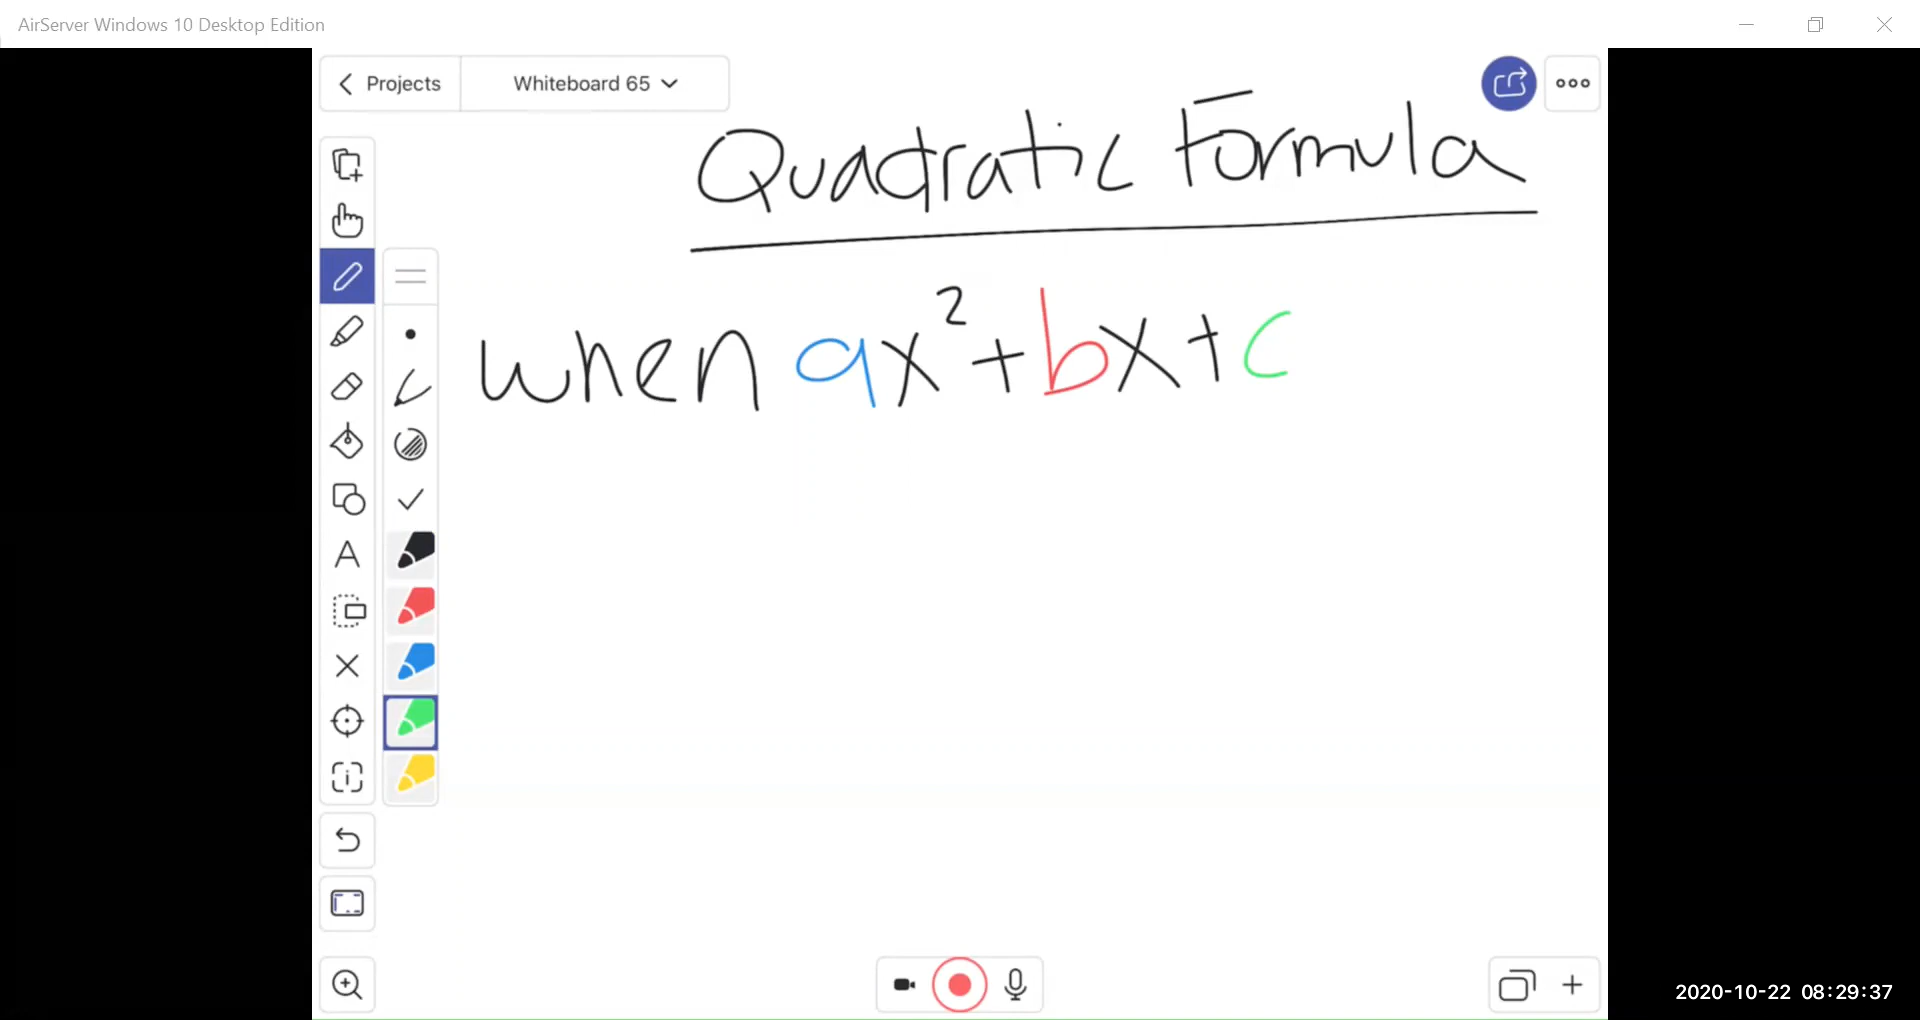 AirServer Windows 10 Desktop Edition
Projects
Whiteboard 65
Quadratic Formula
when ax²+bx+c
A
2020-10-22 08:29:37